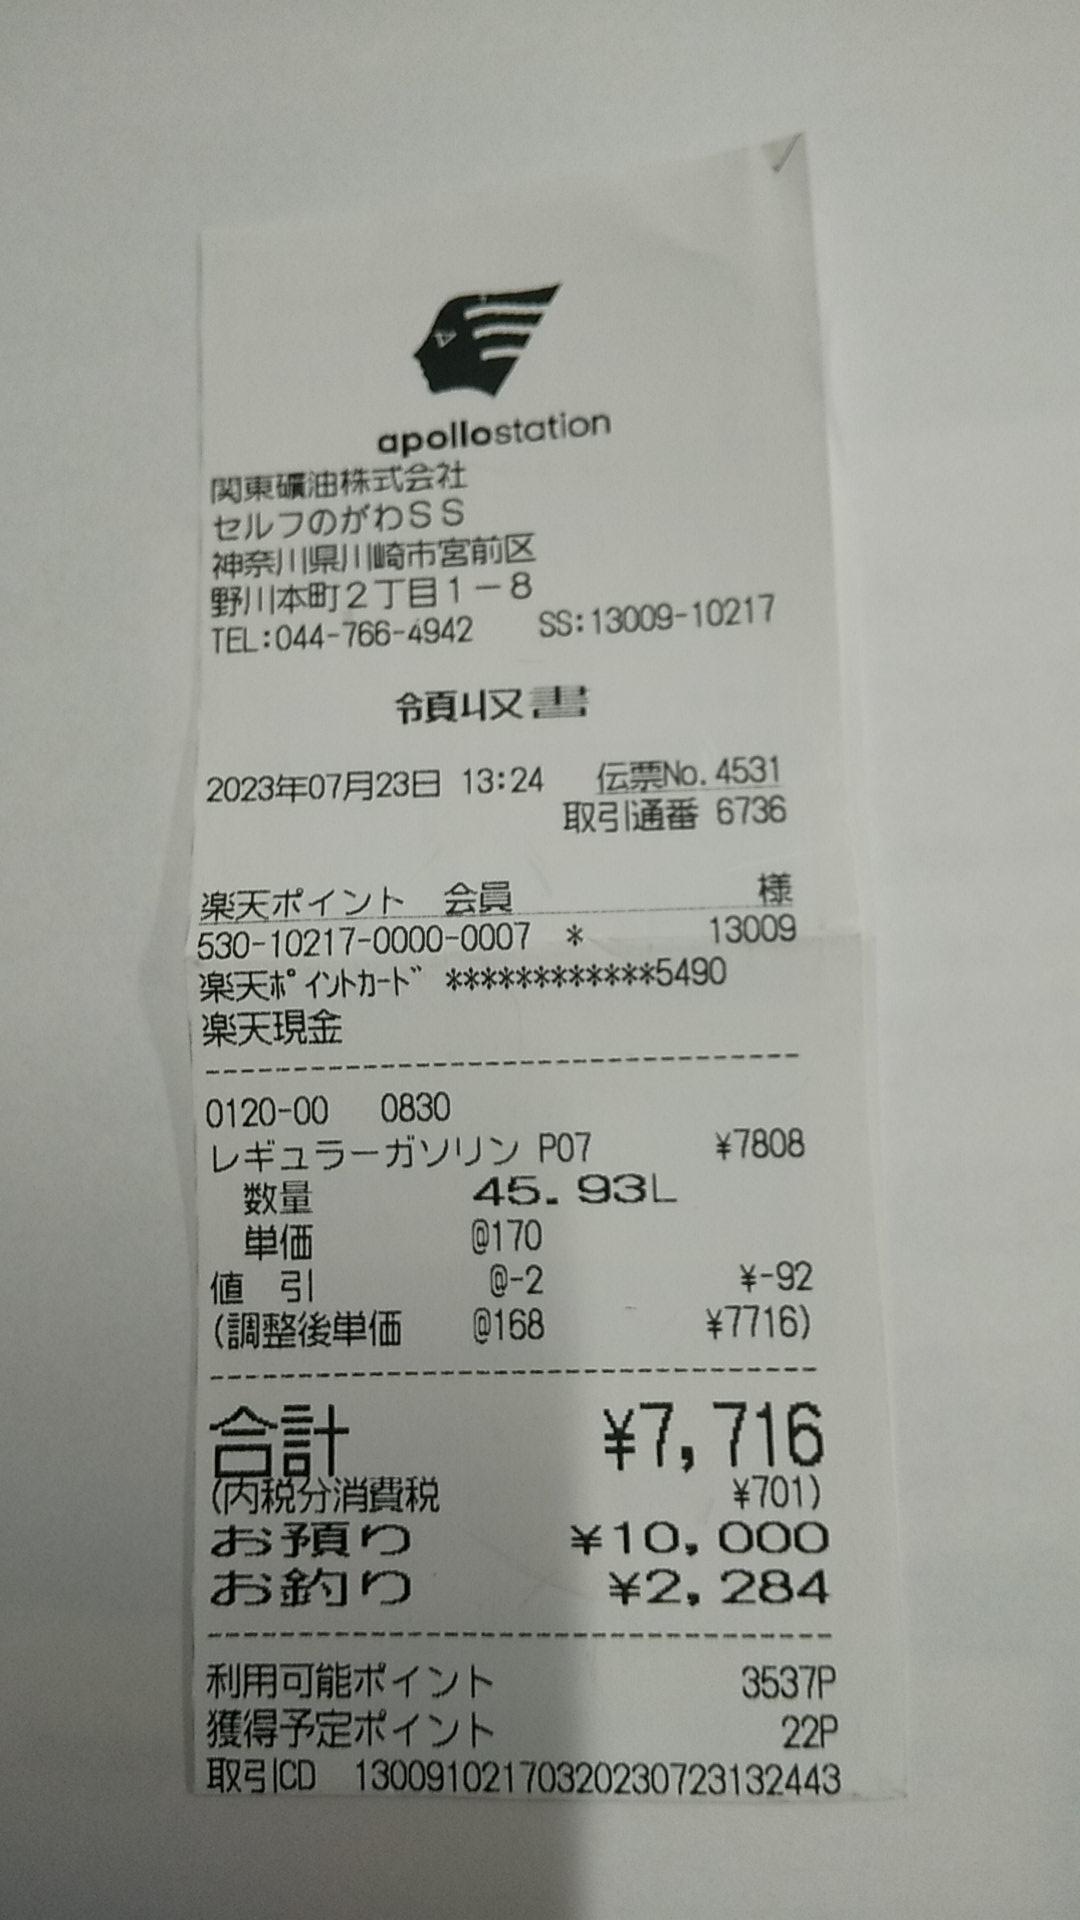 apollostation
関東礦油株式会社
セルフのがわSS
神奈川県川崎市宮前区
野川本町2丁目1-8
TEL:044-766-4942 SS:13009-10217
領収書
2023年07月23日 13:24 伝票No.4531
取引通番 6736
楽天ポイント 会員 様
530-10217-0000-0007 * 13009
楽天ポイントカード ************5490
楽天現金
0120-00 0830
レギュラーガソリン P07 ¥7808
数量 45.93L
単価 @170
値 引 @-2 ¥-92
(調整後単価 @168 ¥7716)
合計 ¥7,716
(内税分消費税 ¥701)
お預り ¥10,000
お釣り ¥2,284
利用可能ポイント 3537P
獲得予定ポイント 22P
取引CD 1300910217032023072313​2443